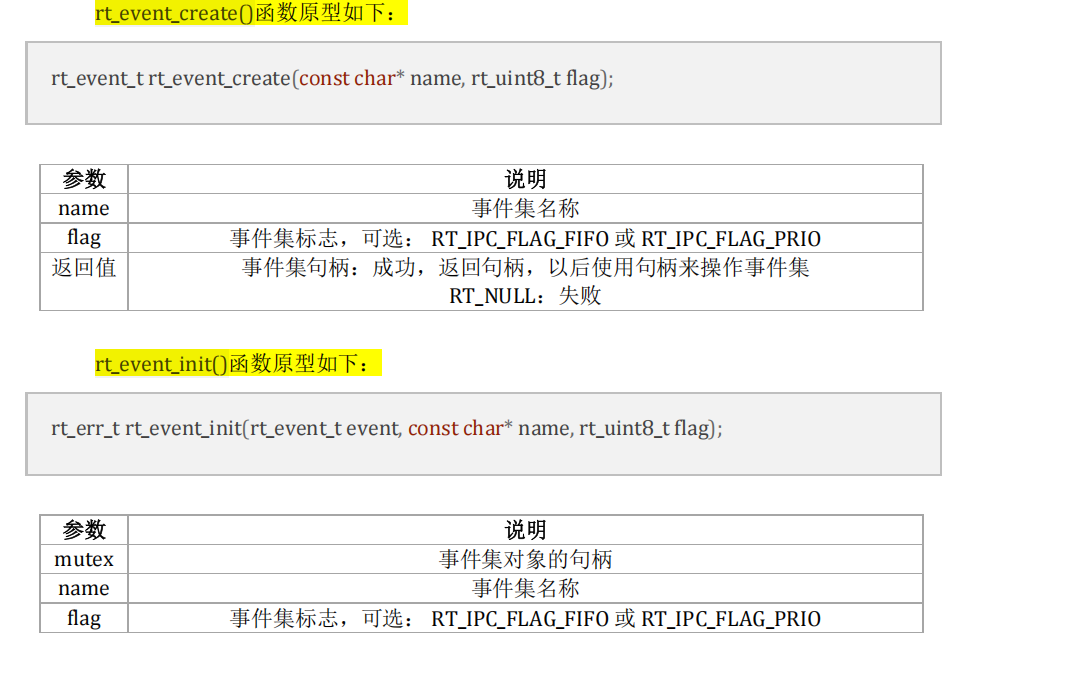 rt_event_create()函数原型如下：
rt_event_t rt_event_create(const char* name, rt_uint8_t flag);
参数 说明
name 事件集名称
flag 事件集标志，可选： RT_IPC_FLAG_FIFO 或 RT_IPC_FLAG_PRIO
返回值 事件集句柄：成功，返回句柄，以后使用句柄来操作事件集
RT_NULL：失败
rt_event_init()函数原型如下：
rt_err_t rt_event_init(rt_event_t event, const char* name, rt_uint8_t flag);
参数 说明
mutex 事件集对象的句柄
name 事件集名称
flag 事件集标志，可选： RT_IPC_FLAG_FIFO 或 RT_IPC_FLAG_PRIO